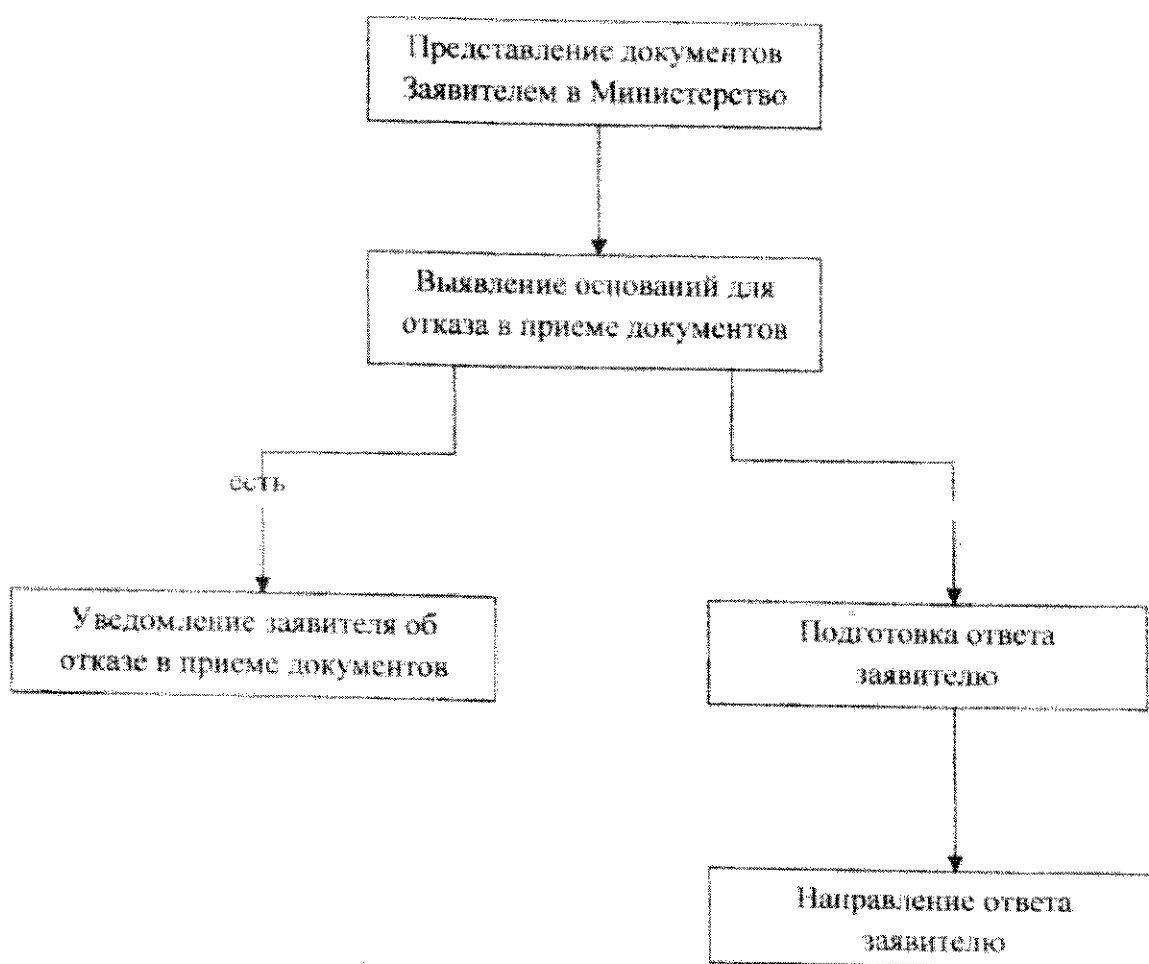 Представление документов
Заявителем в Министерство
Выявление оснований для
отказа в приеме документов
есть
Уведомление заявителя об
отказе в приеме документов
Подготовка ответа
заявителю
Направление ответа
заявителю